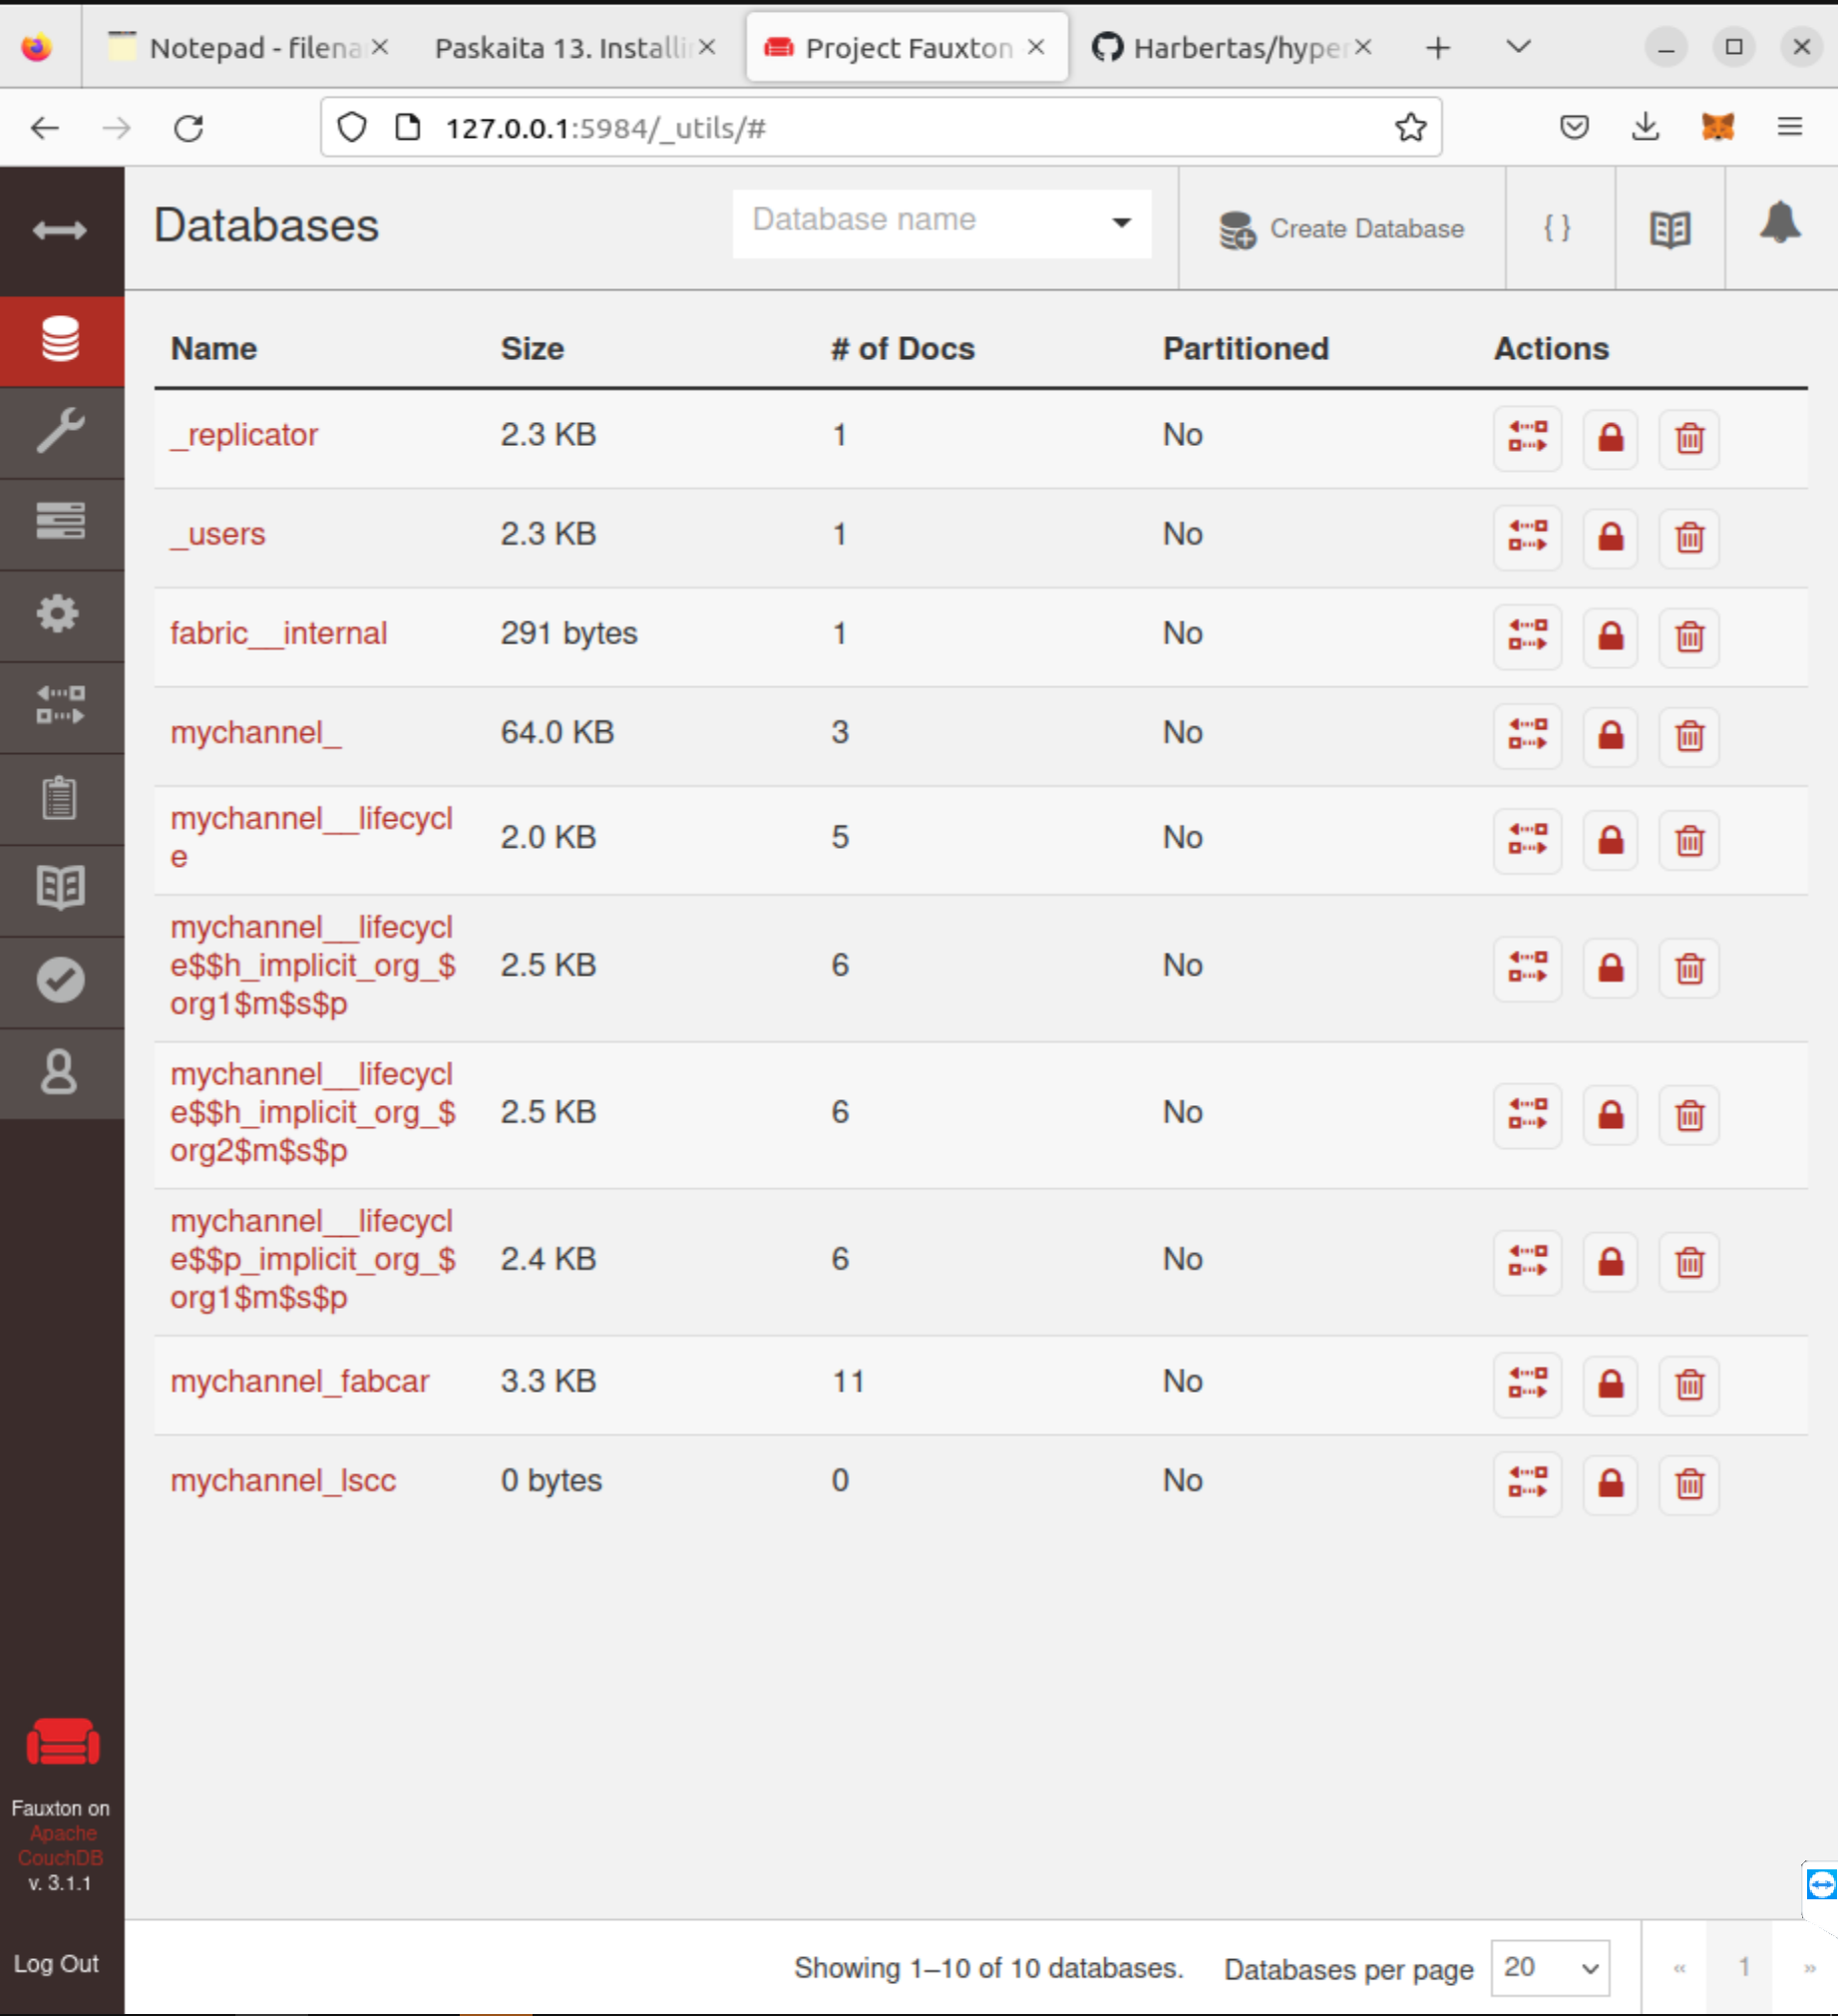 Notepad - filena
Paskaita 13. Installi
Project Fauxton
Harbertas/hyper
127.0.0.1:5984/_utils/#
Databases
Database name
Create Database
{ }
Name Size # of Docs Partitioned Actions
_replicator 2.3 KB 1 No
_users 2.3 KB 1 No
fabric__internal 291 bytes 1 No
mychannel_ 64.0 KB 3 No
mychannel__lifecycl
e 2.0 KB 5 No
mychannel__lifecycl
e$$h_implicit_org_$ 2.5 KB 6 No
org1$m$s$p
mychannel__lifecycl
e$$h_implicit_org_$ 2.5 KB 6 No
org2$m$s$p
mychannel__lifecycl
e$$p_implicit_org_$ 2.4 KB 6 No
org1$m$s$p
mychannel_fabcar 3.3 KB 11 No
mychannel_lscc 0 bytes 0 No
Fauxton on
Apache
CouchDB
v. 3.1.1
Log Out
Showing 1–10 of 10 databases. Databases per page 20 « 1 »